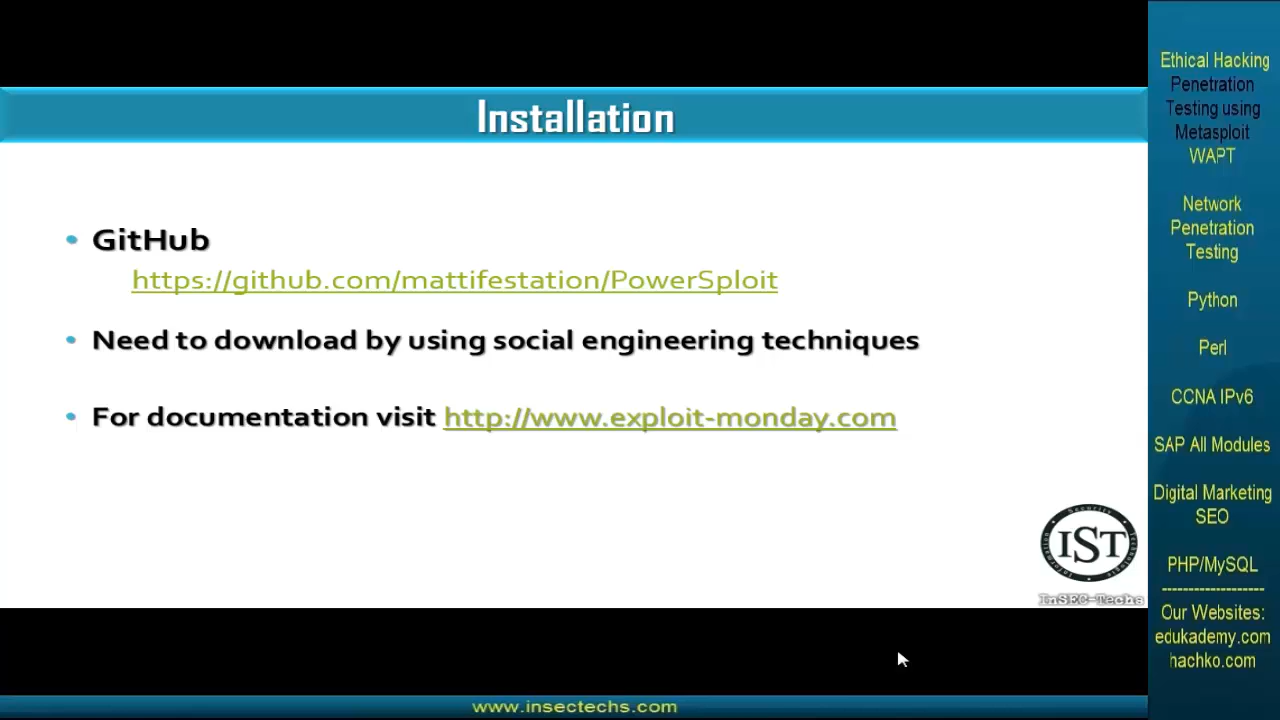 Installation
GitHub
https://github.com/mattifestation/PowerSploit
Need to download by using social engineering techniques
For documentation visit http://www.exploit-monday.com
IST
Information Security Technologies
InSEC-Techs
www.insectechs.com
Ethical Hacking
Penetration
Testing using
Metasploit
WAPT
Network
Penetration
Testing
Python
Perl
CCNA IPv6
SAP All Modules
Digital Marketing
SEO
PHP/MySQL
-------------------
Our Websites:
edukademy.com
hachko.com